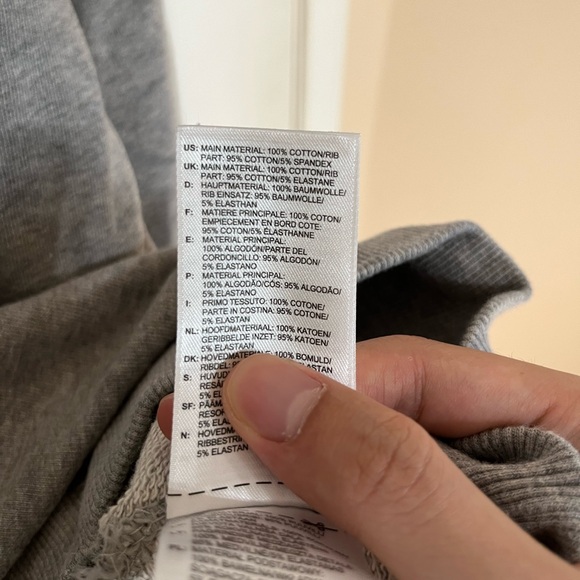 US: MAIN MATERIAL: 100% COTTON/RIB
PART: 95% COTTON/5% SPANDEX
UK: MAIN MATERIAL: 100% COTTON/RIB
PART: 95% COTTON/5% ELASTANE
D: HAUPTMATERIAL: 100% BAUMWOLLE/
RIB EINSATZ: 95% BAUMWOLLE/
5% ELASTHAN
F: MATIERE PRINCIPALE: 100% COTON/
EMPIECEMENT EN BORD COTE:
95% COTON/5% ÉLASTHANNE
E: MATERIAL PRINCIPAL:
100% ALGODÓN/PARTE DEL
CORDONCILLO: 95% ALGODÓN/
5% ELASTANO
P: MATERIAL PRINCIPAL:
100% ALGODÃO/CÓS: 95% ALGODÃO/
5% ELASTANO
I: PRIMO TESSUTO: 100% COTONE/
PARTE IN COSTINA: 95% COTONE/
5% ELASTAN
NL: HOOFDMATERIAAL: 100% KATOEN/
GERIBBELDE INZET: 95% KATOEN/
5% ELASTAAN
DK: HOVEDMATERIALE: 100% BOMULD/
RIBDEL: ELASTAN
S:
5%
SF:
5%
N:
5% ELASTAN